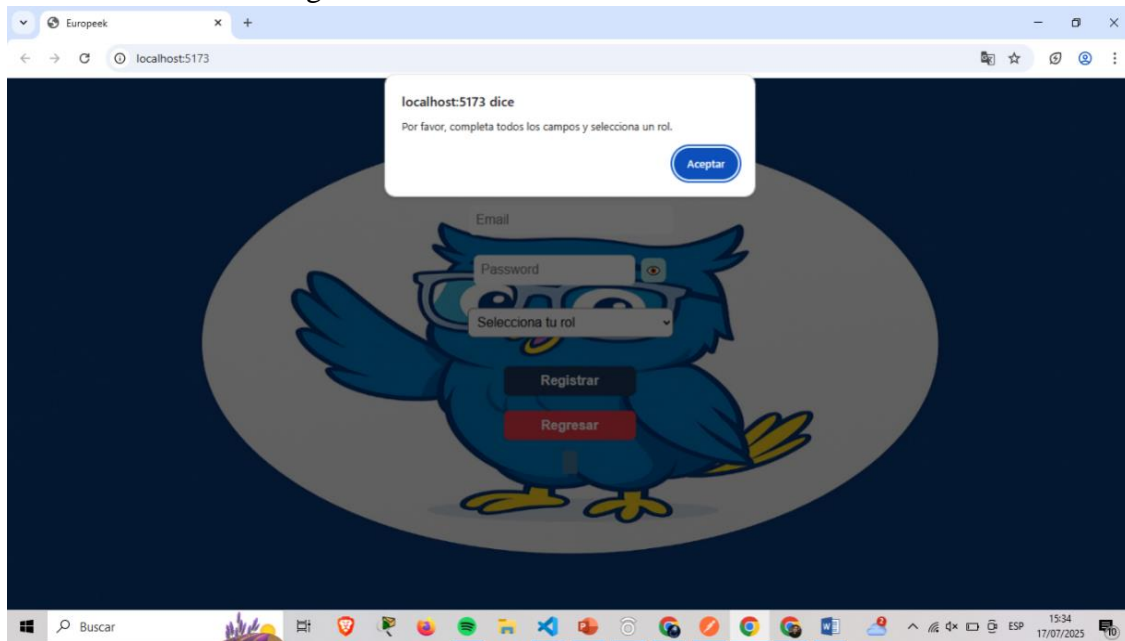 Europeek
localhost:5173
localhost:5173 dice
Por favor, completa todos los campos y selecciona un rol.
Aceptar
Email
Password
Selecciona tu rol
Registrar
Regresar
Buscar
ESP
15:34
17/07/2025